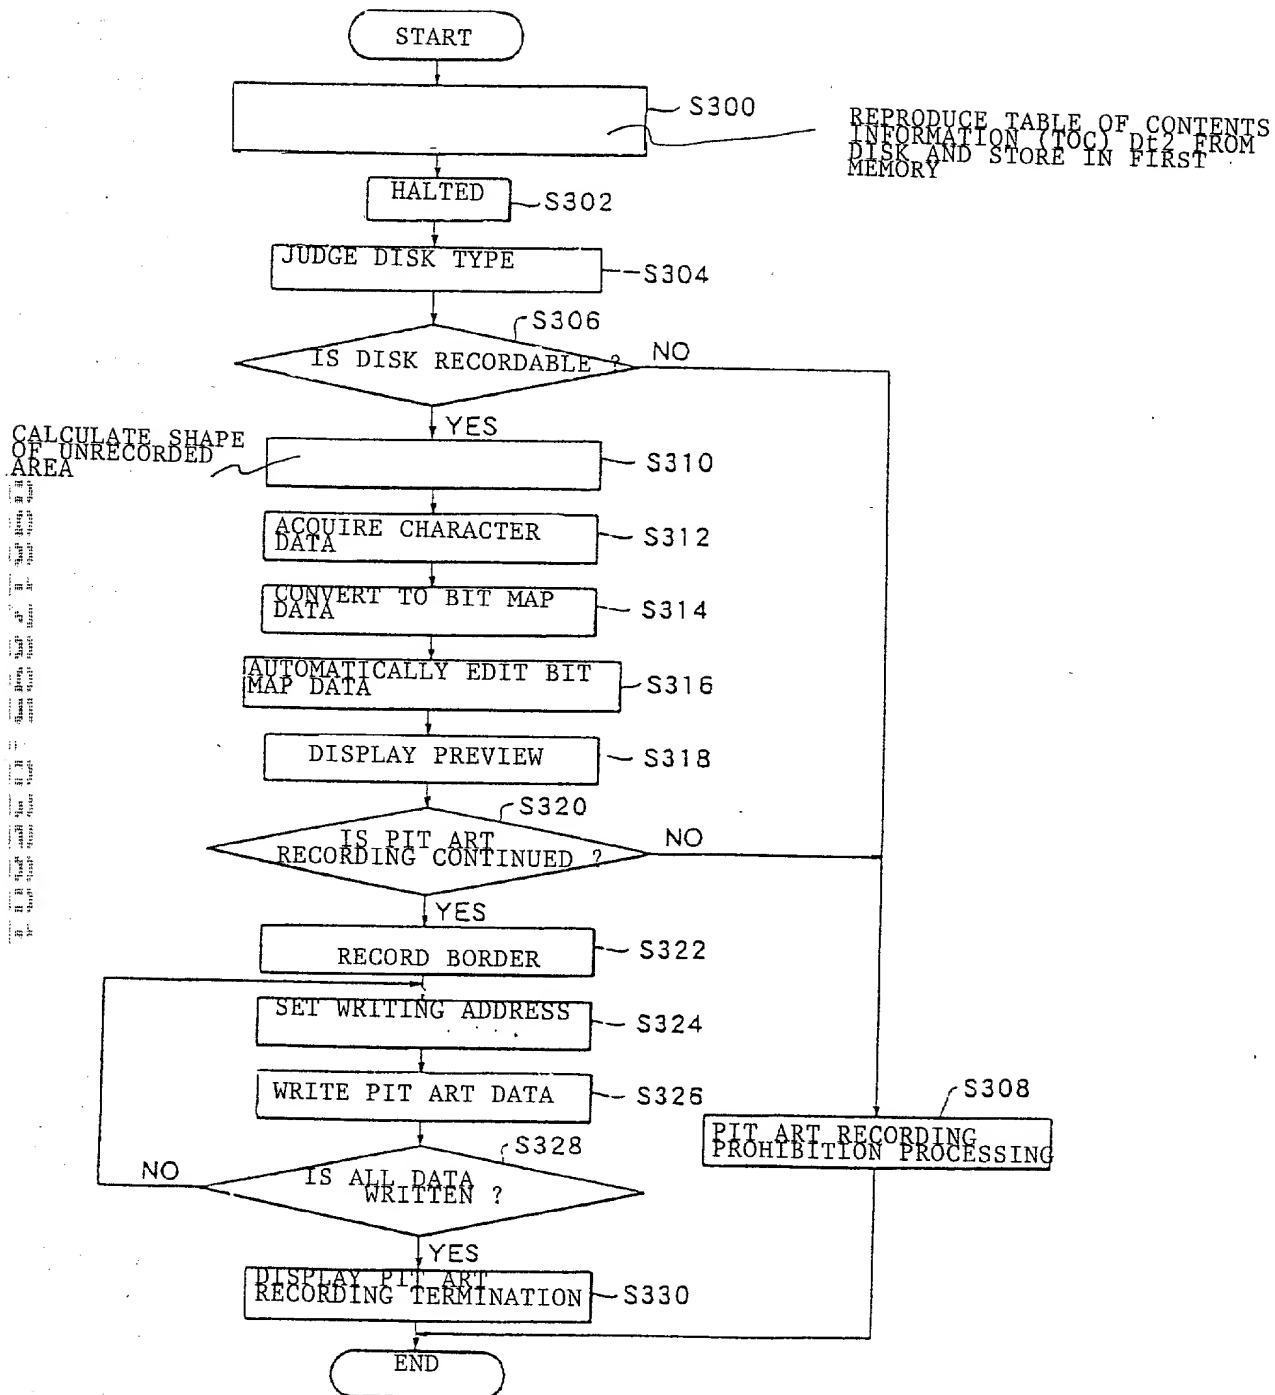 START
S300
REPRODUCE TABLE OF CONTENTS
INFORMATION (TOC) Dt2 FROM
DISK AND STORE IN FIRST
MEMORY
HALTED
S302
JUDGE DISK TYPE
S304
S306
IS DISK RECORDABLE ?
NO
YES
CALCULATE SHAPE
OF UNRECORDED
AREA
S310
ACQUIRE CHARACTER
DATA
S312
CONVERT TO BIT MAP
DATA
S314
AUTOMATICALLY EDIT BIT
MAP DATA
S316
DISPLAY PREVIEW
S318
S320
IS PIT ART
RECORDING CONTINUED ?
NO
YES
RECORD BORDER
S322
SET WRITING ADDRESS
S324
WRITE PIT ART DATA
S326
S308
PIT ART RECORDING
PROHIBITION PROCESSING
S328
IS ALL DATA
WRITTEN ?
NO
YES
DISPLAY PIT ART
RECORDING TERMINATION
S330
END